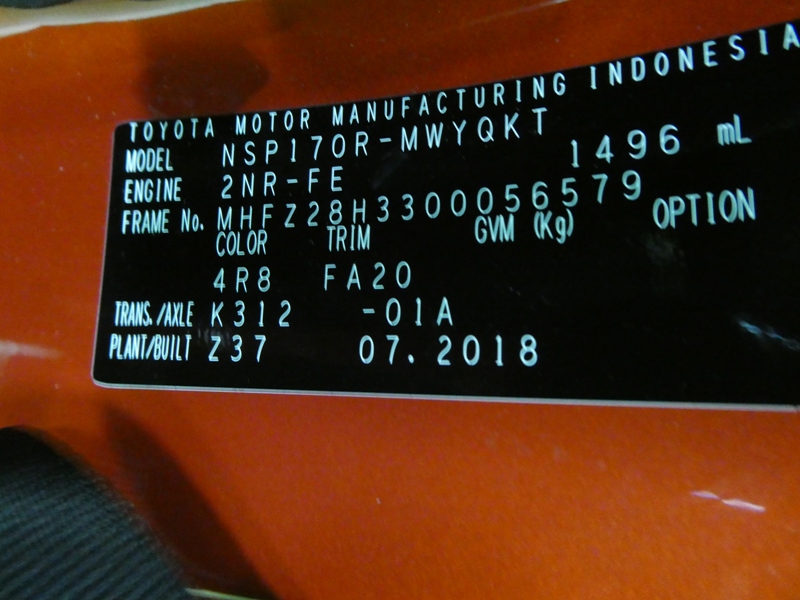 TOYOTA MOTOR MANUFACTURING INDONESIA
MODEL NSP170R-MWYQKT
ENGINE 2NR-FE 1496 mL
FRAME No. MHFZ28H3300056579
COLOR TRIM GVM (Kg) OPTION
4R8 FA20
TRANS./AXLE K312 -01A
PLANT/BUILT Z37 07.2018